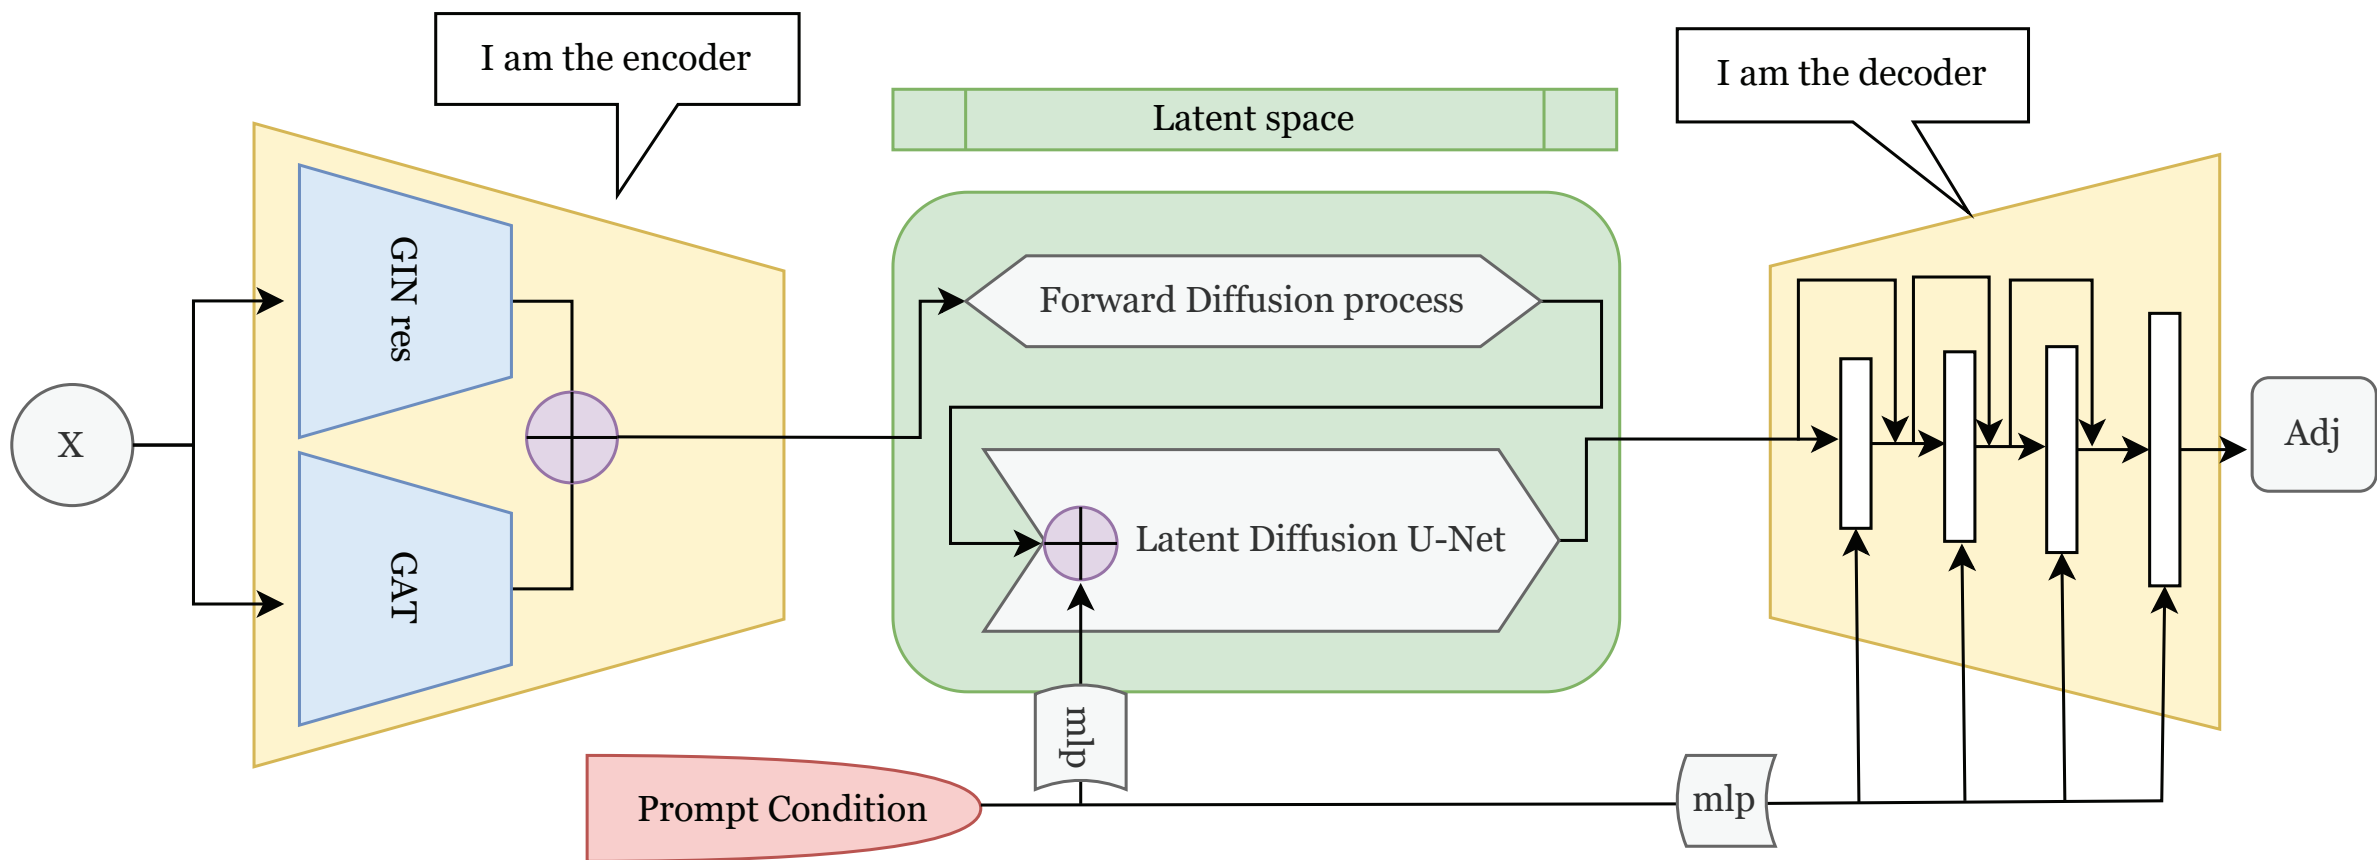 I am the encoder
I am the decoder
Latent space
GIN res
Forward Diffusion process
X
Adj
Latent Diffusion U-Net
GAT
mlp
Prompt Condition
mlp